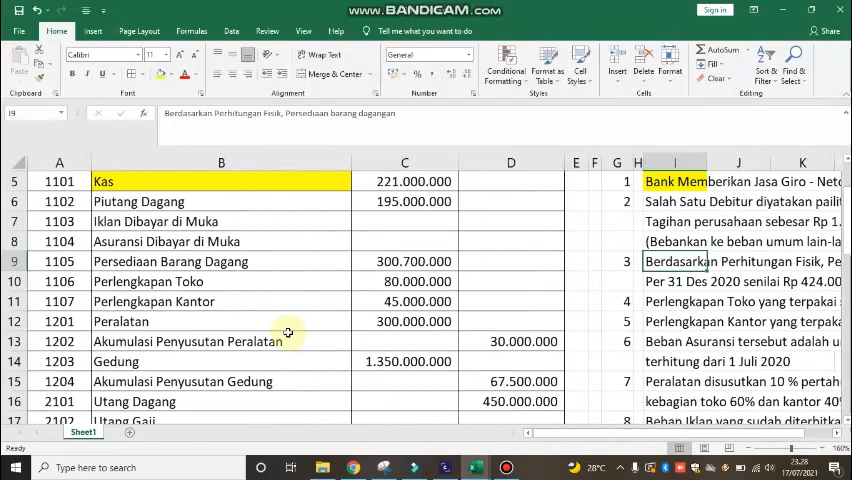 WWW.BANDICAM.COM
Sign in
File Home Insert Page Layout Formulas Data Review View Help Tell me what you want to do Share
Paste Calibri 11 B I U Wrap Text Merge & Center General % Conditional Formatting Format as Table Cell Styles Insert Delete Format AutoSum Fill Clear Sort & Filter Find & Select
Clipboard Font Alignment Number Styles Cells Editing
I9 fx Berdasarkan Perhitungan Fisik, Persediaan barang dagangan
A B C D E F G H I J K
5 1101 Kas 221.000.000 1 Bank Memberikan Jasa Giro - Netc
6 1102 Piutang Dagang 195.000.000 2 Salah Satu Debitur diyatakan pailit
7 1103 Iklan Dibayar di Muka Tagihan perusahaan sebesar Rp 1.
8 1104 Asuransi Dibayar di Muka (Bebankan ke beban umum lain-la
9 1105 Persediaan Barang Dagang 300.700.000 3 Berdasarkan Perhitungan Fisik, Pe
10 1106 Perlengkapan Toko 80.000.000 Per 31 Des 2020 senilai Rp 424.00
11 1107 Perlengkapan Kantor 45.000.000 4 Perlengkapan Toko yang terpakai s
12 1201 Peralatan 300.000.000 5 Perlengkapan Kantor yang terpaka
13 1202 Akumulasi Penyusutan Peralatan 30.000.000 6 Beban Asuransi tersebut adalah u
14 1203 Gedung 1.350.000.000 terhitung dari 1 Juli 2020
15 1204 Akumulasi Penyusutan Gedung 67.500.000 7 Peralatan disusutkan 10 % pertah
16 2101 Utang Dagang 450.000.000 kebagian toko 60% dan kantor 40%
17 2102 Utang Gaji 8 Beban Iklan yang sudah diterbitka
Sheet1
Ready 160%
Type here to search 28°C 23.28
17/07/2021